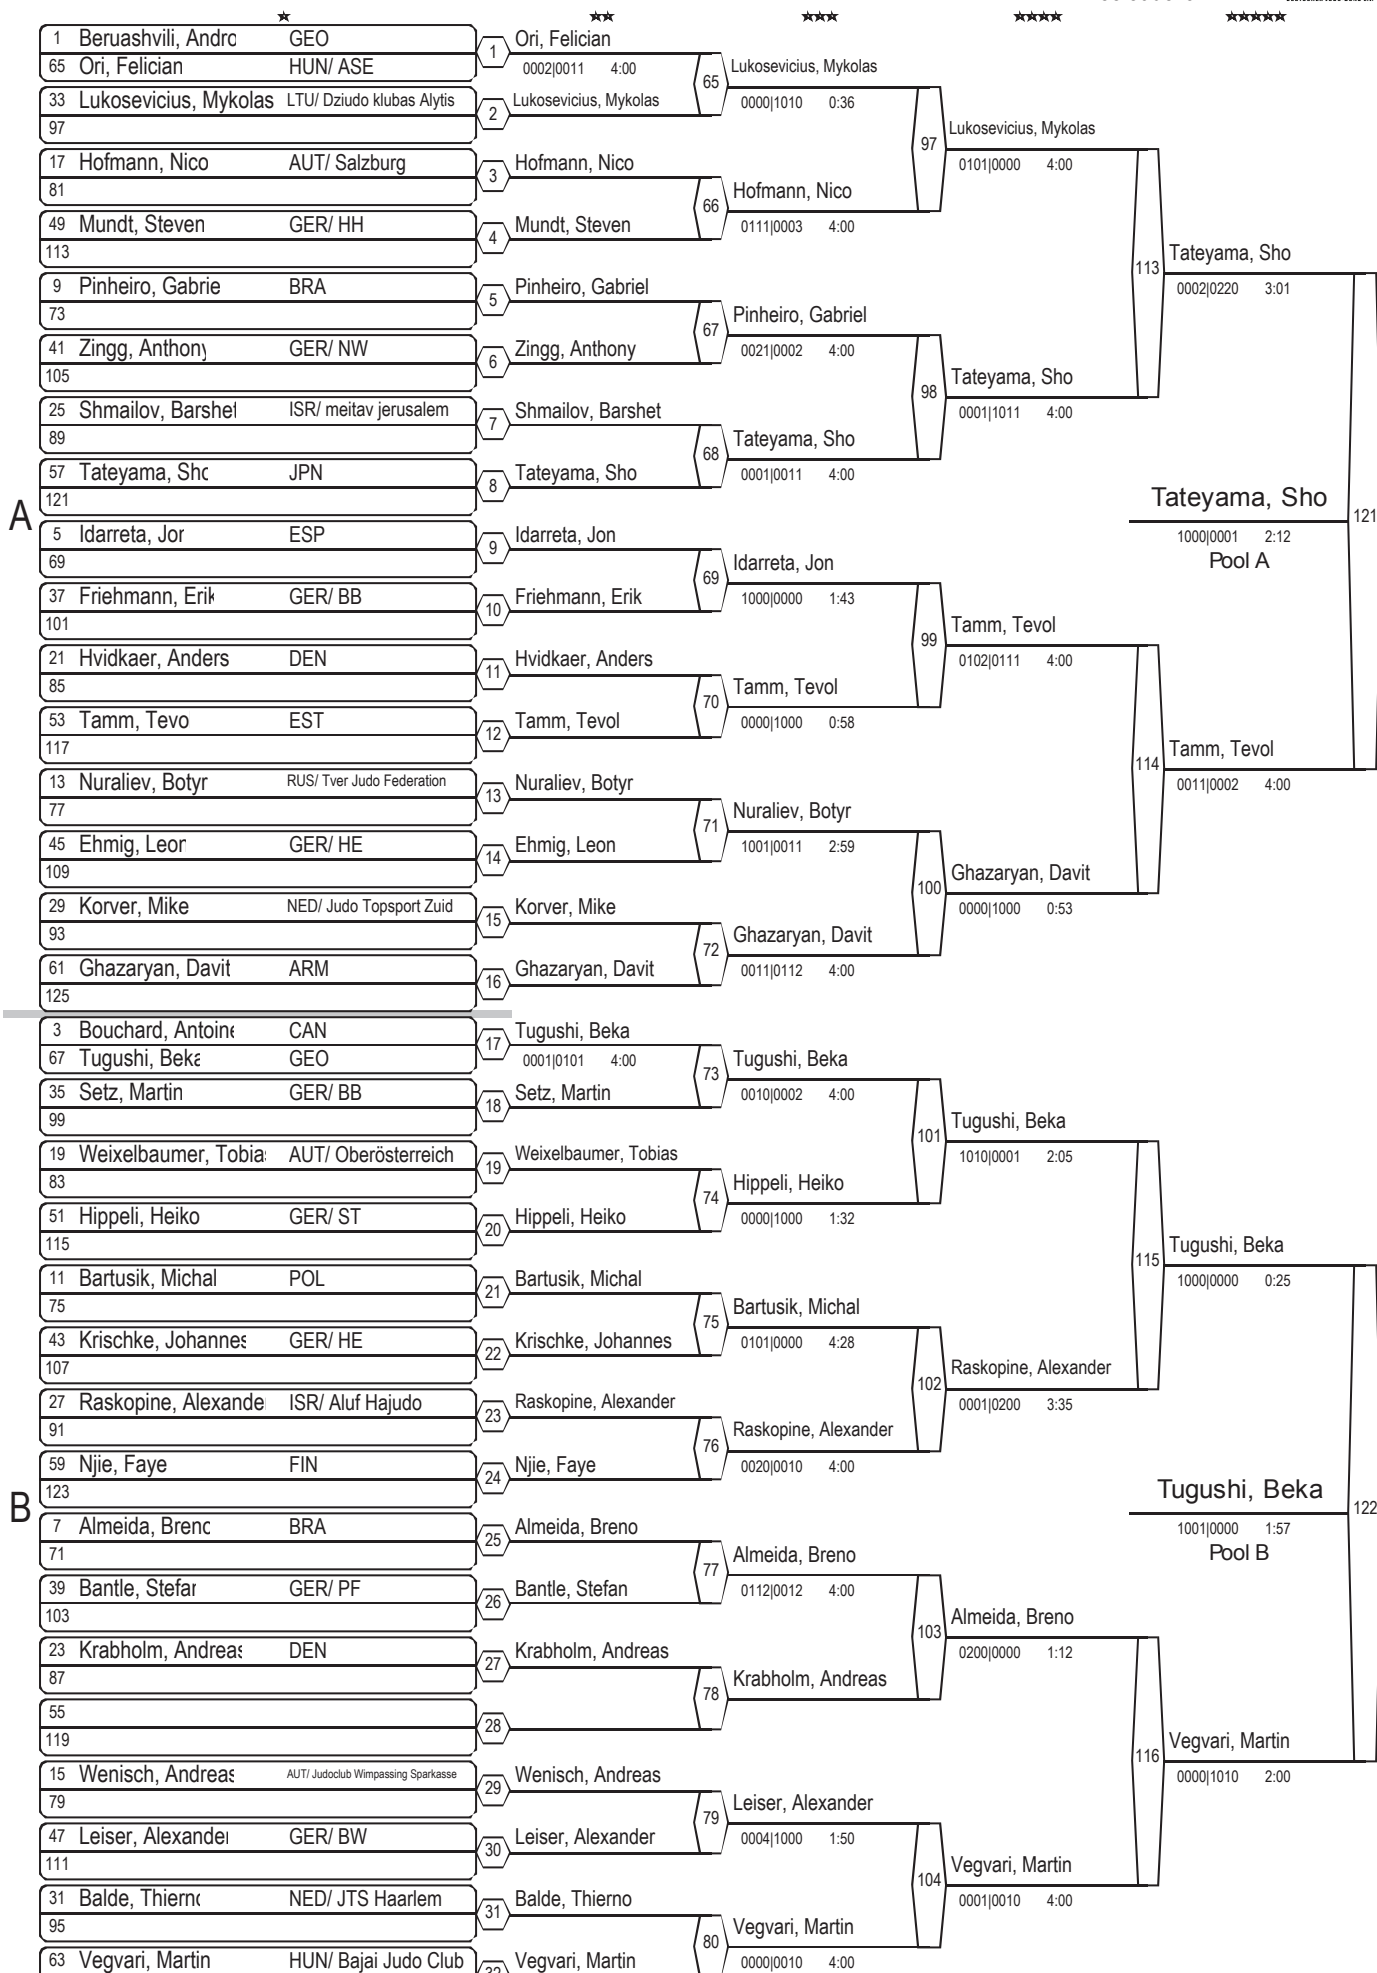 1 Beruashvili, Andro GEO
65 Ori, Felician HUN/ ASE
33 Lukosevicius, Mykolas LTU/ Dziudo klubas Alytis
97
17 Hofmann, Nico AUT/ Salzburg
81
49 Mundt, Steven GER/ HH
113
9 Pinheiro, Gabrie BRA
73
41 Zingg, Anthony GER/ NW
105
25 Shmailov, Barshet ISR/ meitav jerusalem
89
57 Tateyama, Sho JPN
121
A
5 Idarreta, Jor ESP
69
37 Friehmann, Erik GER/ BB
101
21 Hvidkaer, Anders DEN
85
53 Tamm, Tevo EST
117
13 Nuraliev, Botyr RUS/ Tver Judo Federation
77
45 Ehmig, Leon GER/ HE
109
29 Korver, Mike NED/ Judo Topsport Zuid
93
61 Ghazaryan, Davit ARM
125
3 Bouchard, Antoine CAN
67 Tugushi, Beka GEO
35 Setz, Martin GER/ BB
99
19 Weixelbaumer, Tobias AUT/ Oberösterreich
83
51 Hippeli, Heiko GER/ ST
115
11 Bartusik, Michal POL
75
43 Krischke, Johannes GER/ HE
107
27 Raskopine, Alexande ISR/ Aluf Hajudo
91
59 Njie, Faye FIN
123
B
7 Almeida, Breno BRA
71
39 Bantle, Stefan GER/ PF
103
23 Krabholm, Andreas DEN
87
55
119
15 Wenisch, Andreas AUT/ Judoclub Wimpassing Sparkasse
79
47 Leiser, Alexander GER/ BW
111
31 Balde, Thierno NED/ JTS Haarlem
95
63 Vegvari, Martin HUN/ Bajai Judo Club
1 Ori, Felician
0002|0011 4:00
2 Lukosevicius, Mykolas
3 Hofmann, Nico
4 Mundt, Steven
5 Pinheiro, Gabriel
6 Zingg, Anthony
7 Shmailov, Barshet
8 Tateyama, Sho
9 Idarreta, Jon
10 Friehmann, Erik
11 Hvidkaer, Anders
12 Tamm, Tevol
13 Nuraliev, Botyr
14 Ehmig, Leon
15 Korver, Mike
16 Ghazaryan, Davit
17 Tugushi, Beka
0001|0101 4:00
18 Setz, Martin
19 Weixelbaumer, Tobias
20 Hippeli, Heiko
21 Bartusik, Michal
22 Krischke, Johannes
23 Raskopine, Alexander
24 Njie, Faye
25 Almeida, Breno
26 Bantle, Stefan
27 Krabholm, Andreas
28
29 Wenisch, Andreas
30 Leiser, Alexander
31 Balde, Thierno
32 Vegvari, Martin
65 Lukosevicius, Mykolas
0000|1010 0:36
66 Hofmann, Nico
0111|0003 4:00
67 Pinheiro, Gabriel
0021|0002 4:00
68 Tateyama, Sho
0001|0011 4:00
69 Idarreta, Jon
1000|0000 1:43
70 Tamm, Tevol
0000|1000 0:58
71 Nuraliev, Botyr
1001|0011 2:59
72 Ghazaryan, Davit
0011|0112 4:00
73 Tugushi, Beka
0010|0002 4:00
74 Hippeli, Heiko
0000|1000 1:32
75 Bartusik, Michal
0101|0000 4:28
76 Raskopine, Alexander
0020|0010 4:00
77 Almeida, Breno
0112|0012 4:00
78 Krabholm, Andreas
79 Leiser, Alexander
0004|1000 1:50
80 Vegvari, Martin
0000|0010 4:00
97 Lukosevicius, Mykolas
0101|0000 4:00
98 Tateyama, Sho
0001|1011 4:00
99 Tamm, Tevol
0102|0111 4:00
100 Ghazaryan, Davit
0000|1000 0:53
101 Tugushi, Beka
1010|0001 2:05
102 Raskopine, Alexander
0001|0200 3:35
103 Almeida, Breno
0200|0000 1:12
104 Vegvari, Martin
0001|0010 4:00
113 Tateyama, Sho
0002|0220 3:01
114 Tamm, Tevol
0011|0002 4:00
115 Tugushi, Beka
1000|0000 0:25
116 Vegvari, Martin
0000|1010 2:00
Tateyama, Sho 121
1000|0001 2:12
Pool A
Tugushi, Beka 122
1001|0000 1:57
Pool B